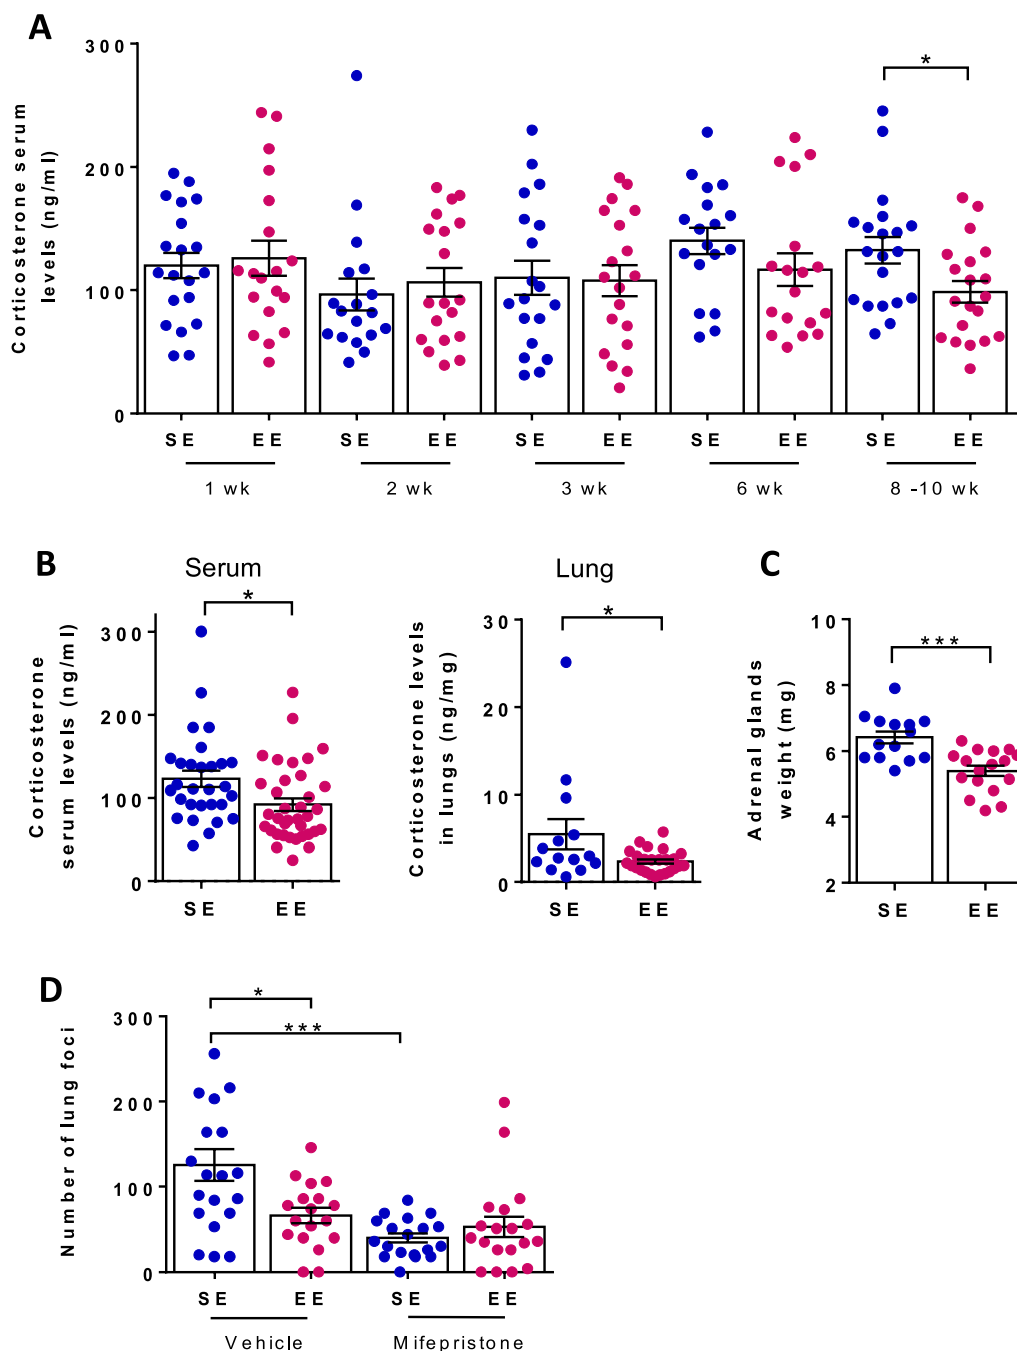 A
Corticosterone serum
levels (ng/ml)
300
200
100
0
*
SE EE SE EE SE EE SE EE SE EE
1 wk 2 wk 3 wk 6 wk 8 -10 wk
B
Serum
Corticosterone
serum levels (ng/ml)
300
200
100
0
*
SE EE
Lung
Corticosterone levels
in lungs (ng/mg)
30
20
10
0
*
SE EE
C
Adrenal glands
weight (mg)
10
8
6
4
2
***
SE EE
D
Number of lung foci
300
200
100
0
*
***
SE EE SE EE
Vehicle Mifepristone